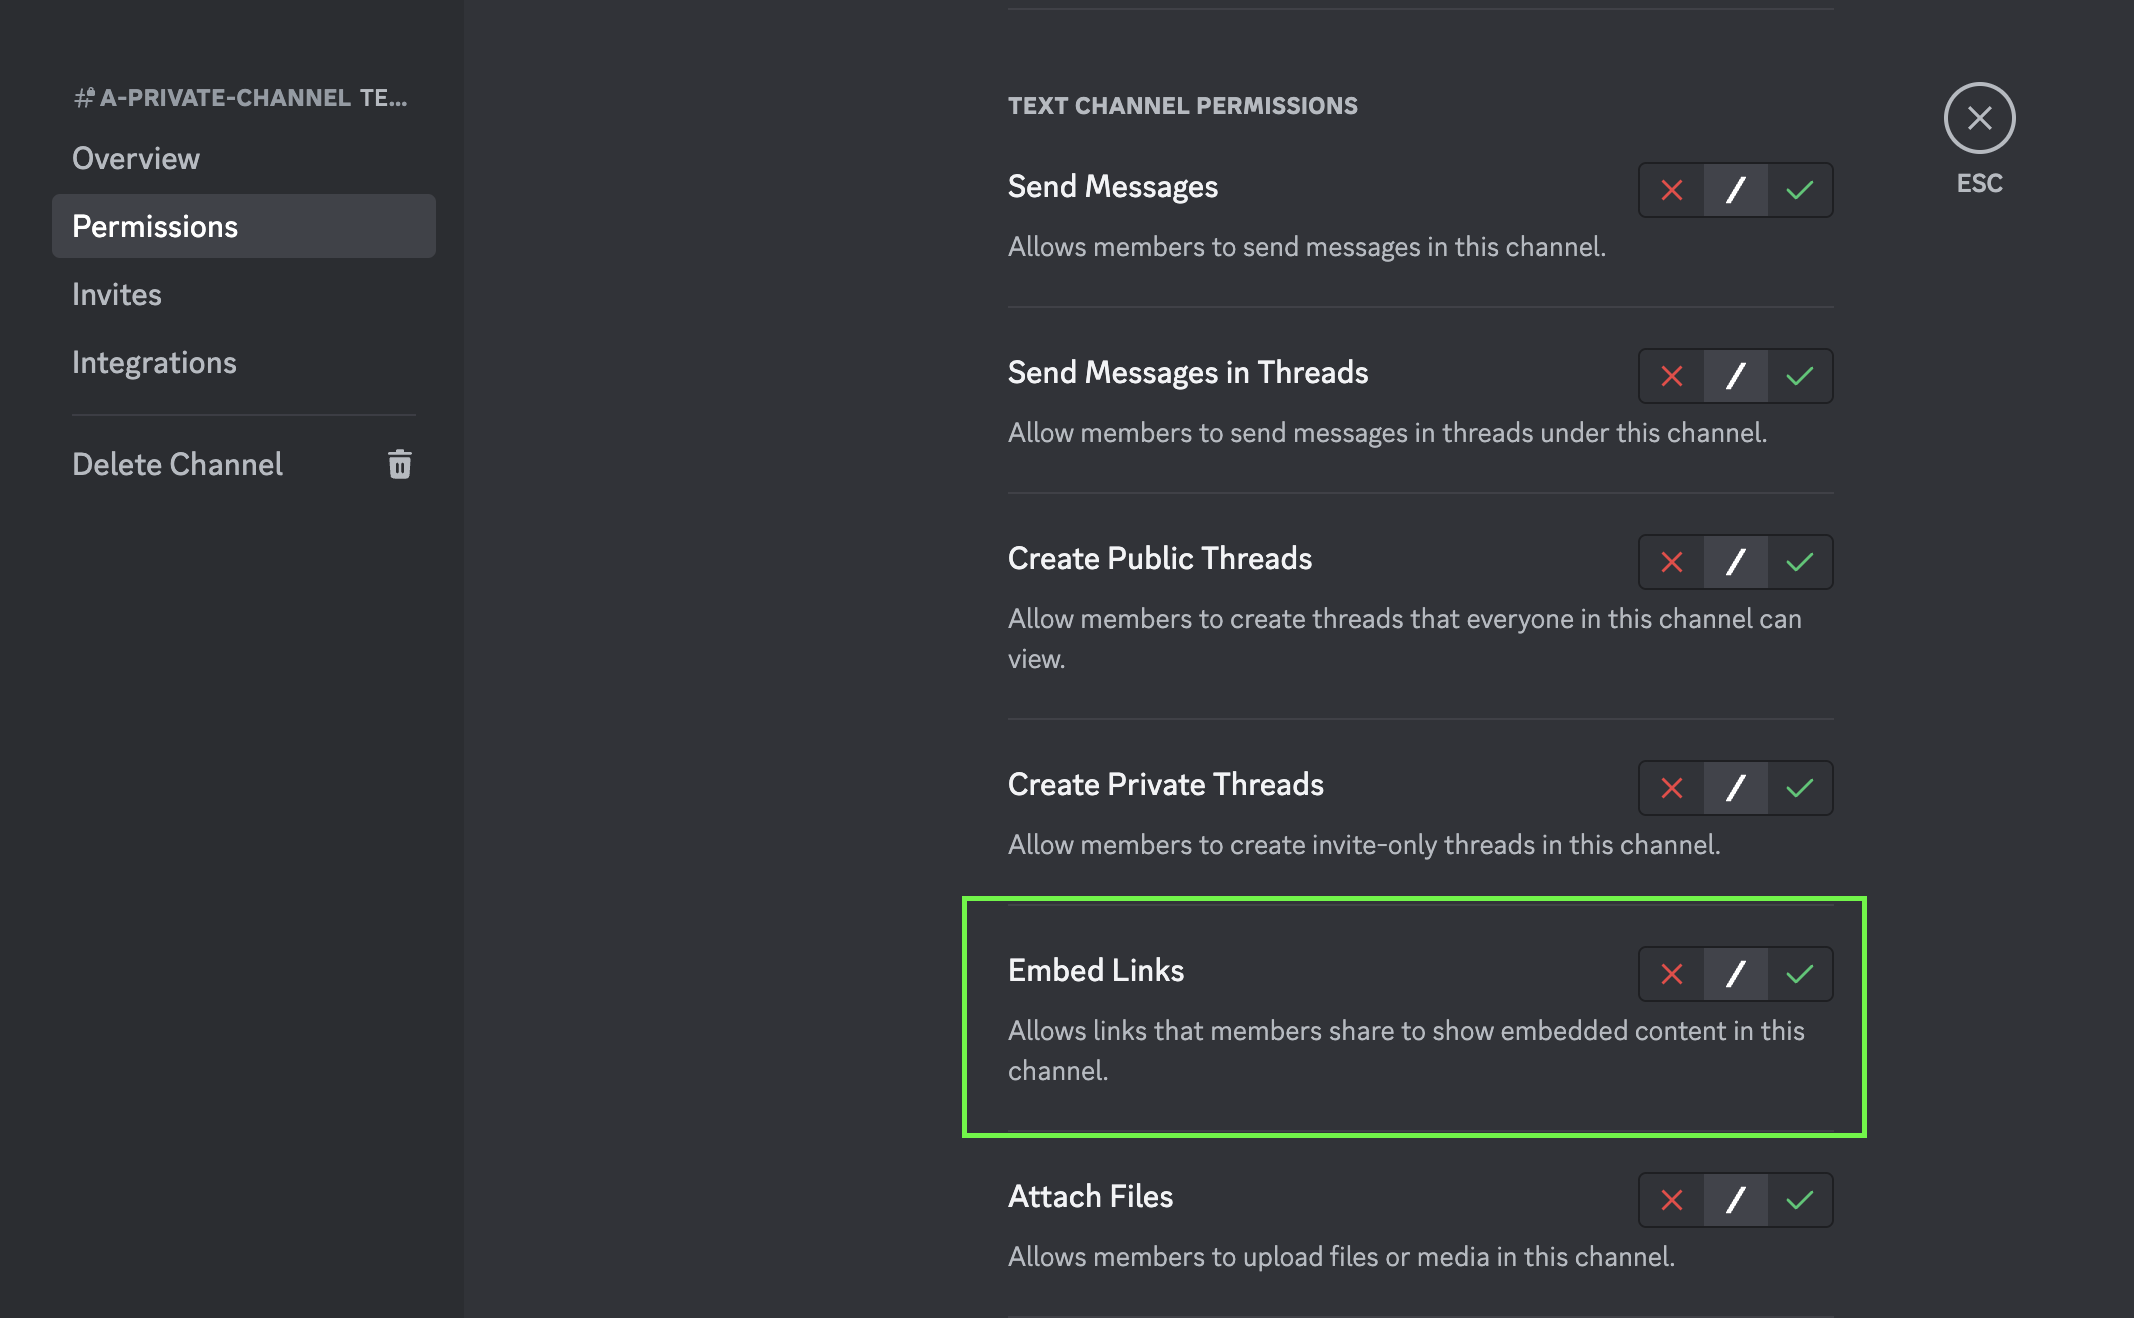 A-PRIVATE-CHANNEL TE...
Overview
Permissions
Invites
Integrations
Delete Channel
TEXT CHANNEL PERMISSIONS
Send Messages
Allows members to send messages in this channel.
Send Messages in Threads
Allow members to send messages in threads under this channel.
Create Public Threads
Allow members to create threads that everyone in this channel can
view.
Create Private Threads
Allow members to create invite-only threads in this channel.
Embed Links
Allows links that members share to show embedded content in this
channel.
Attach Files
Allows members to upload files or media in this channel.
ESC